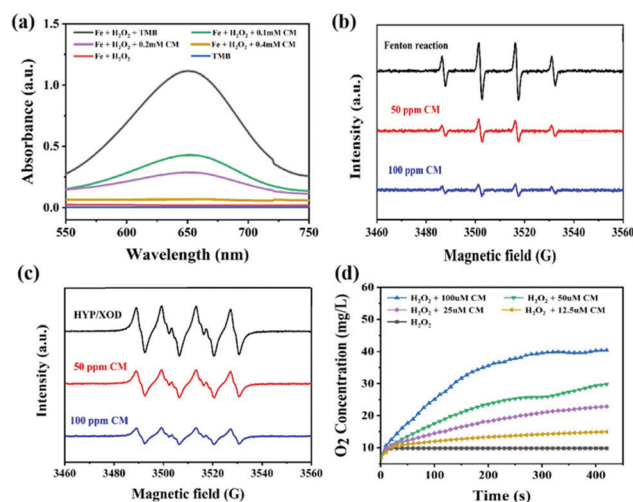 (a)
Fe + H2O2 + TMB
Fe + H2O2 + 0.1mM CM
Fe + H2O2 + 0.2mM CM
Fe + H2O2 + 0.4mM CM
Fe + H2O2
TMB
Absorbance (a.u.)
1.5
1.0
0.5
0.0
550
600
650
700
750
Wavelength (nm)
(b)
Fenton reaction
50 ppm CM
100 ppm CM
Intensity (a.u.)
3460
3480
3500
3520
3540
3560
Magnetic field (G)
(c)
HYP/XOD
50 ppm CM
100 ppm CM
Intensity (a.u.)
3460
3480
3500
3520
3540
3560
Magnetic field (G)
(d)
H2O2 + 100uM CM
H2O2 + 50uM CM
H2O2 + 25uM CM
H2O2 + 12.5uM CM
H2O2
O2 Concentration (mg/L)
60
50
40
30
20
10
0
100
200
300
400
Time (s)